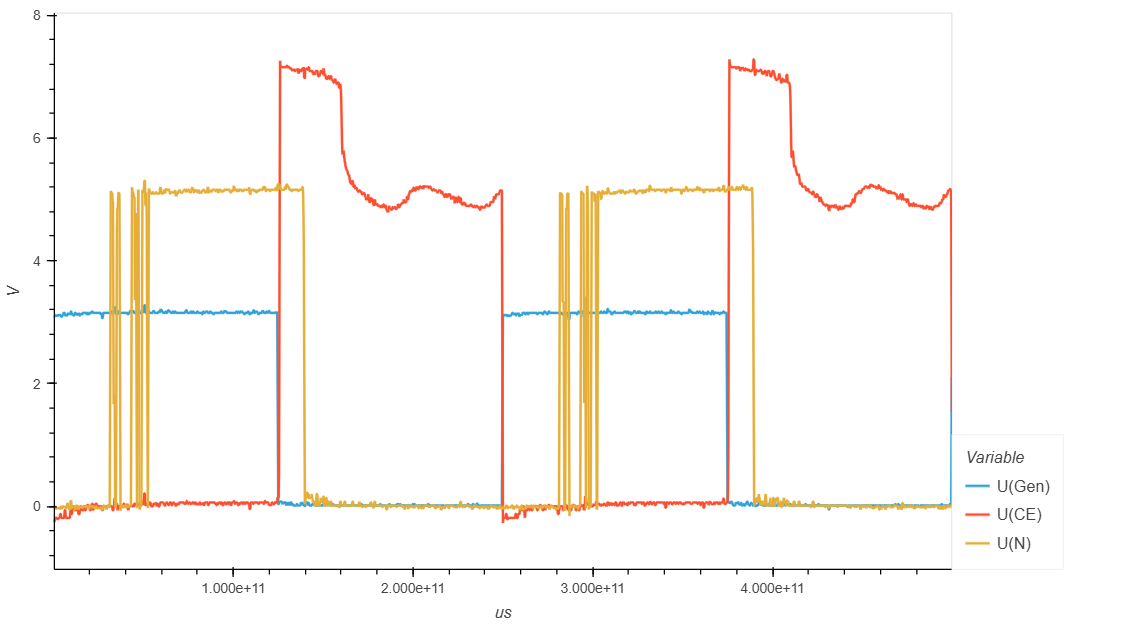 8
6
4
2
0
V
1.000e+11
2.000e+11
3.000e+11
4.000e+11
us
Variable
U(Gen)
U(CE)
U(N)